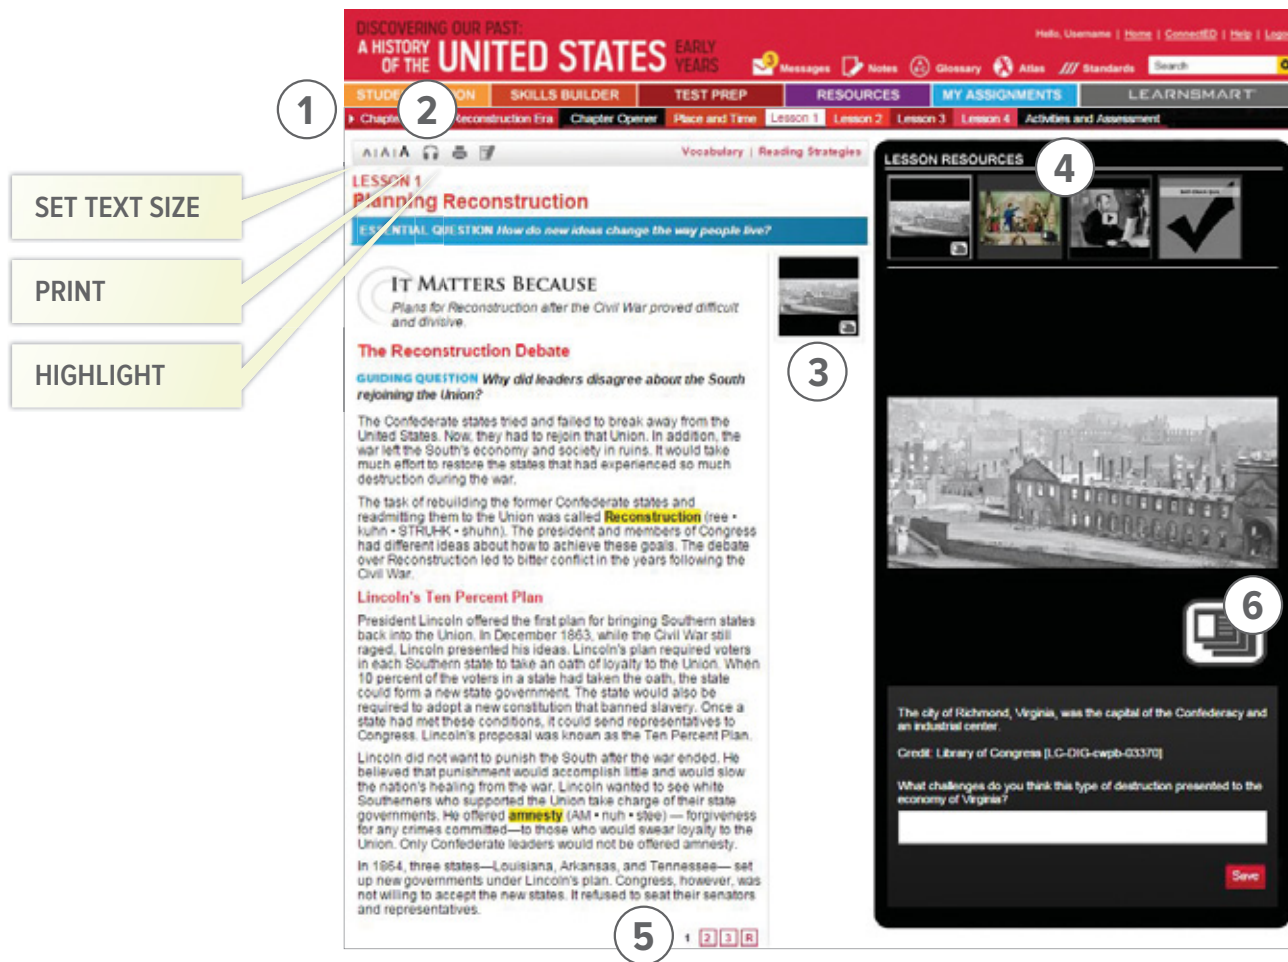 DISCOVERING OUR PAST:
A HISTORY OF THE UNITED STATES EARLY YEARS
Hello, Username | Home | ConnectED | Help |
3 Messages Notes Glossary Atlas Standards Search
1
2
SKILLS BUILDER TEST PREP RESOURCES MY ASSIGNMENTS LEARNSMART
Reconstruction Era Chapter Opener Place and Time Lesson 1 Lesson 2 Lesson 3 Lesson 4 Activities and Assessment
A | A | A Vocabulary | Reading Strategies
SET TEXT SIZE
PRINT
HIGHLIGHT
LESSON 1
Planning Reconstruction
ESSENTIAL QUESTION How do new ideas change the way people live?
IT MATTERS BECAUSE
Plans for Reconstruction after the Civil War proved difficult
and divisive.
3
The Reconstruction Debate
GUIDING QUESTION Why did leaders disagree about the South
rejoining the Union?
The Confederate states tried and failed to break away from the
United States. Now, they had to rejoin that Union. In addition, the
war left the South's economy and society in ruins. It would take
much effort to restore the states that had experienced so much
destruction during the war.
The task of rebuilding the former Confederate states and
readmitting them to the Union was called Reconstruction (ree •
kuhn • STRUHK • shuhn). The president and members of Congress
had different ideas about how to achieve these goals. The debate
over Reconstruction led to bitter conflict in the years following the
Civil War.
Lincoln's Ten Percent Plan
President Lincoln offered the first plan for bringing Southern states
back into the Union. In December 1863, while the Civil War still
raged, Lincoln presented his ideas. Lincoln's plan required voters
in each Southern state to take an oath of loyalty to the Union. When
10 percent of the voters in a state had taken the oath, the state
could form a new state government. The state would also be
required to adopt a new constitution that banned slavery. Once a
state had met these conditions, it could send representatives to
Congress. Lincoln's proposal was known as the Ten Percent Plan.
Lincoln did not want to punish the South after the war ended. He
believed that punishment would accomplish little and would slow
the nation's healing from the war. Lincoln wanted to see white
Southerners who supported the Union take charge of their state
governments. He offered amnesty (AM • nuh • stee) — forgiveness
for any crimes committed—to those who would swear loyalty to the
Union. Only Confederate leaders would not be offered amnesty.
In 1864, three states—Louisiana, Arkansas, and Tennessee— set
up new governments under Lincoln's plan. Congress, however, was
not willing to accept the new states. It refused to seat their senators
and representatives.
5
1 2 3 R
LESSON RESOURCES
4
6
The city of Richmond, Virginia, was the capital of the Confederacy and
an industrial center.
Credit: Library of Congress [LC-DIG-cwpb-03370]
What challenges do you think this type of destruction presented to the
economy of Virginia?
Save